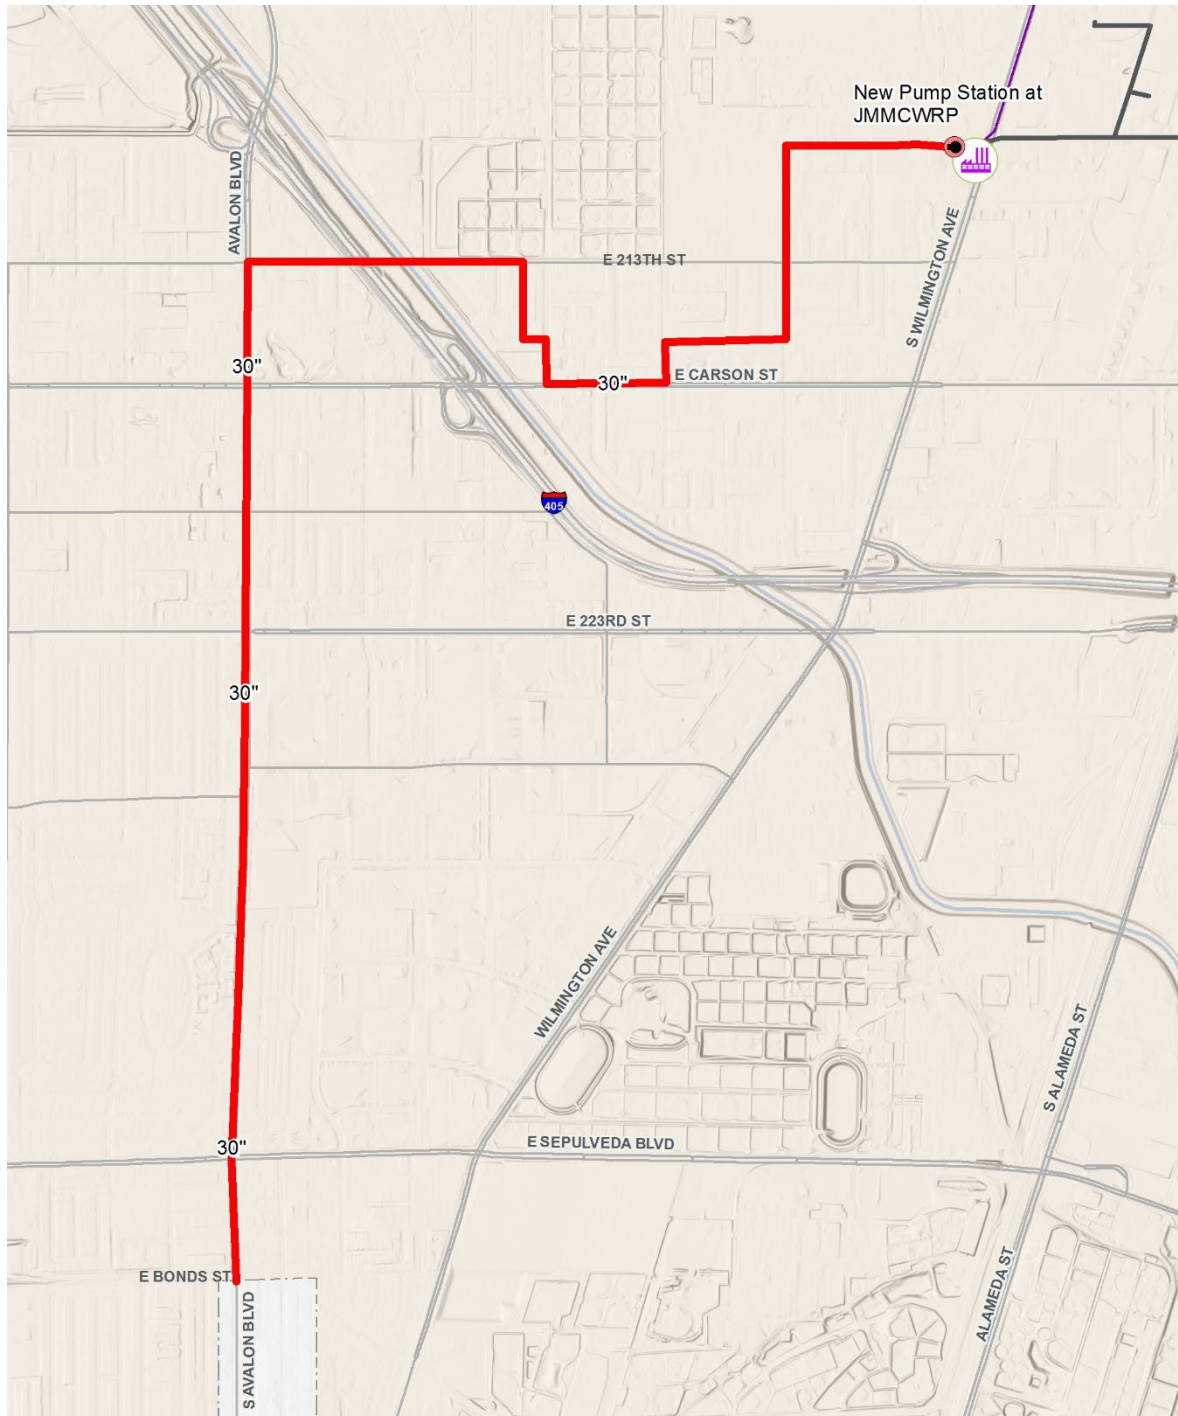 New Pump Station at
JMMCWRP
AVALON BLVD
S WILMINGTON AVE
E 213TH ST
30"
E CARSON ST
30"
405
E 223RD ST
30"
WILMINGTON AVE
S ALAMEDA ST
30"
E SEPULVEDA BLVD
E BONDS ST
ALAMEDA ST
S AVALON BLVD